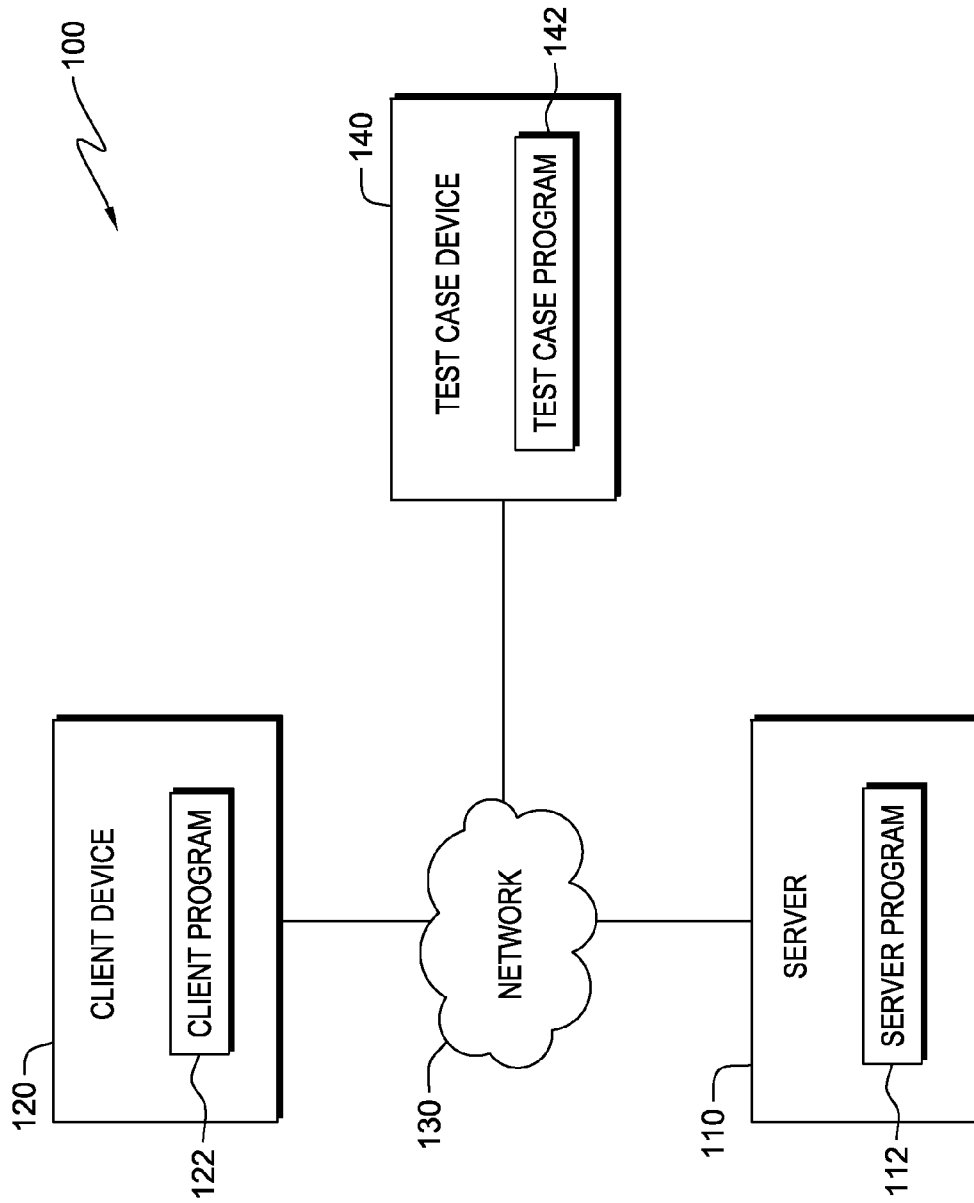 100
120
CLIENT DEVICE
122
CLIENT PROGRAM
130
NETWORK
140
TEST CASE DEVICE
TEST CASE PROGRAM
142
110
SERVER
112
SERVER PROGRAM